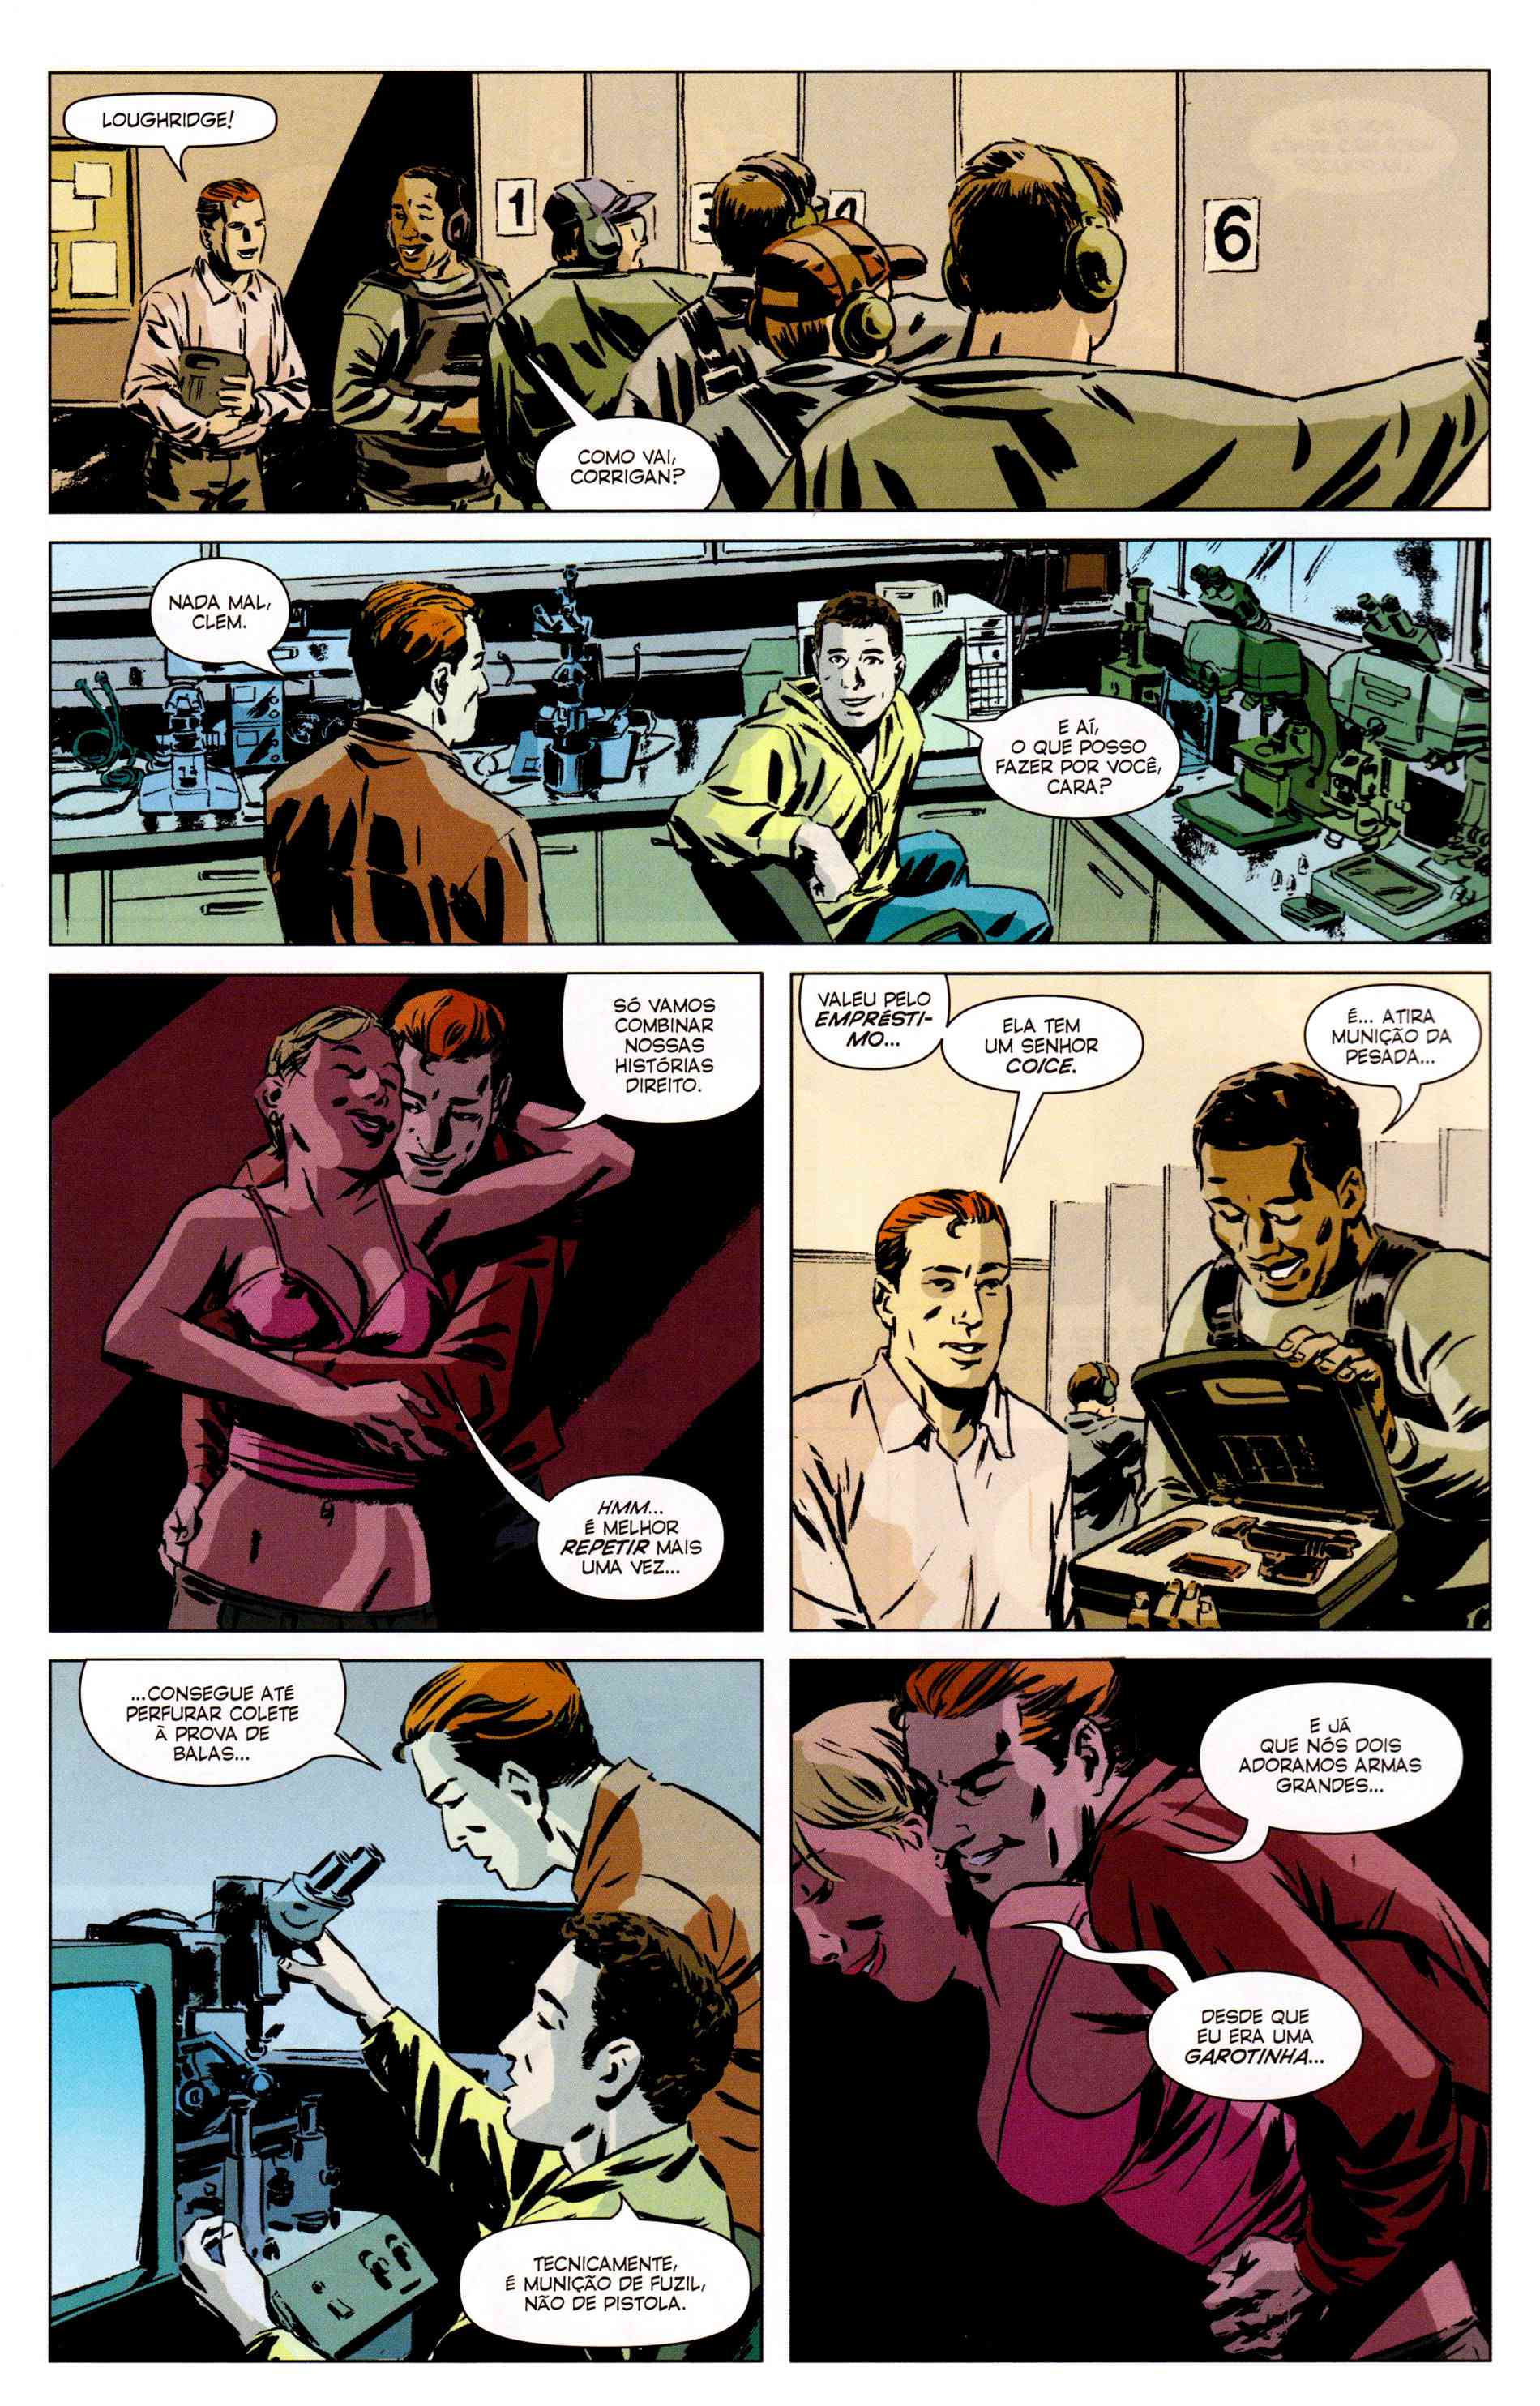 LOUGHRIDGE!
1
3
4
6
COMO VAI,
CORRIGAN?
NADA MAL,
CLEM.
E AÍ,
O QUE POSSO
FAZER POR VOCÊ,
CARA?
SÓ VAMOS
COMBINAR
NOSSAS
HISTÓRIAS
DIREITO.
HMM...
É MELHOR
REPETIR MAIS
UMA VEZ...
VALEU PELO
EMPRÉSTI-
MO...
ELA TEM
UM SENHOR
COICE.
É... ATIRA
MUNIÇÃO DA
PESADA...
...CONSEGUE ATÉ
PERFURAR COLETE
À PROVA DE
BALAS...
TECNICAMENTE,
É MUNIÇÃO DE FUZIL,
NÃO DE PISTOLA.
E JÁ
QUE NÓS DOIS
ADORAMOS ARMAS
GRANDES...
DESDE QUE
EU ERA UMA
GAROTINHA...